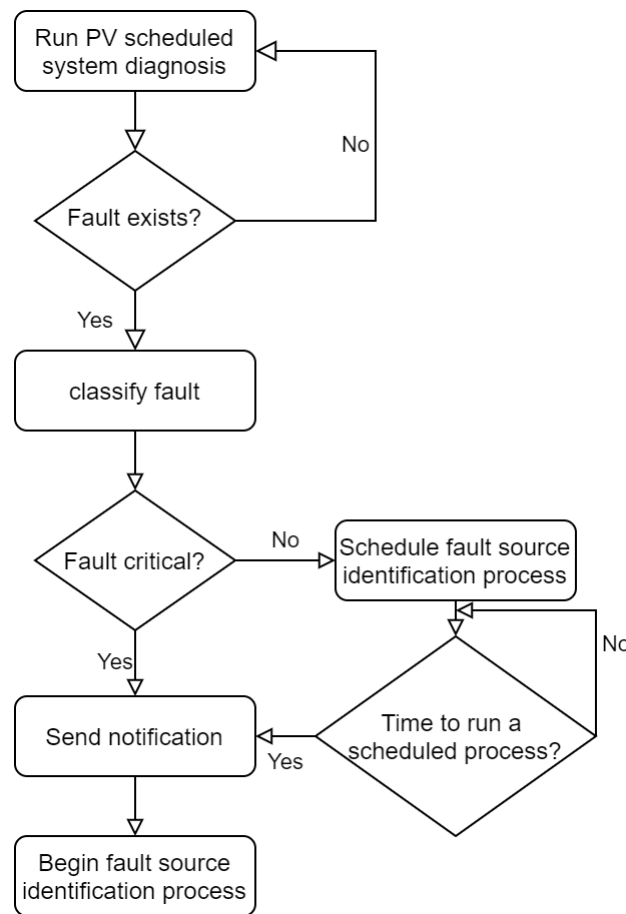 Run PV scheduled
system diagnosis
No
Fault exists?
Yes
classify fault
Fault critical?
No
Schedule fault source
identification process
Yes
No
Send notification
Yes
Time to run a
scheduled process?
Begin fault source
identification process